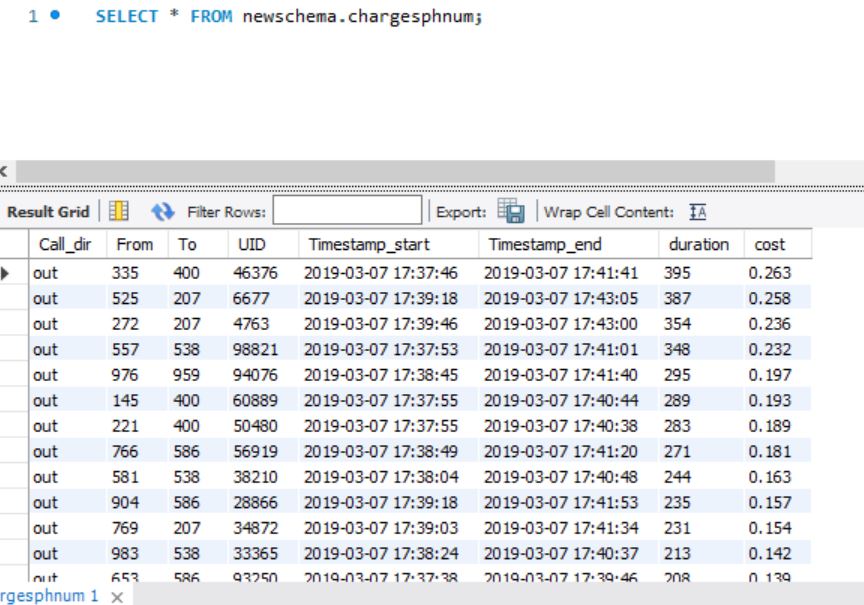 1 SELECT * FROM newschema.chargesphnum;
Result Grid Filter Rows: Export: Wrap Cell Content: IA
Call_dir From To UID Timestamp_start Timestamp_end duration cost
out 335 400 46376 2019-03-07 17:37:46 2019-03-07 17:41:41 395 0.263
out 525 207 6677 2019-03-07 17:39:18 2019-03-07 17:43:05 387 0.258
out 272 207 4763 2019-03-07 17:39:46 2019-03-07 17:43:00 354 0.236
out 557 538 98821 2019-03-07 17:37:53 2019-03-07 17:41:01 348 0.232
out 976 959 94076 2019-03-07 17:38:45 2019-03-07 17:41:40 295 0.197
out 145 400 60889 2019-03-07 17:37:55 2019-03-07 17:40:44 289 0.193
out 221 400 50480 2019-03-07 17:37:55 2019-03-07 17:40:38 283 0.189
out 766 586 56919 2019-03-07 17:38:49 2019-03-07 17:41:20 271 0.181
out 581 538 38210 2019-03-07 17:38:04 2019-03-07 17:40:48 244 0.163
out 904 586 28866 2019-03-07 17:39:18 2019-03-07 17:41:53 235 0.157
out 769 207 34872 2019-03-07 17:39:03 2019-03-07 17:41:34 231 0.154
out 983 538 33365 2019-03-07 17:38:24 2019-03-07 17:40:37 213 0.142
out 653 586 93250 2019-03-07 17:37:38 2019-03-07 17:39:46 208 0.139
rgesphnum 1